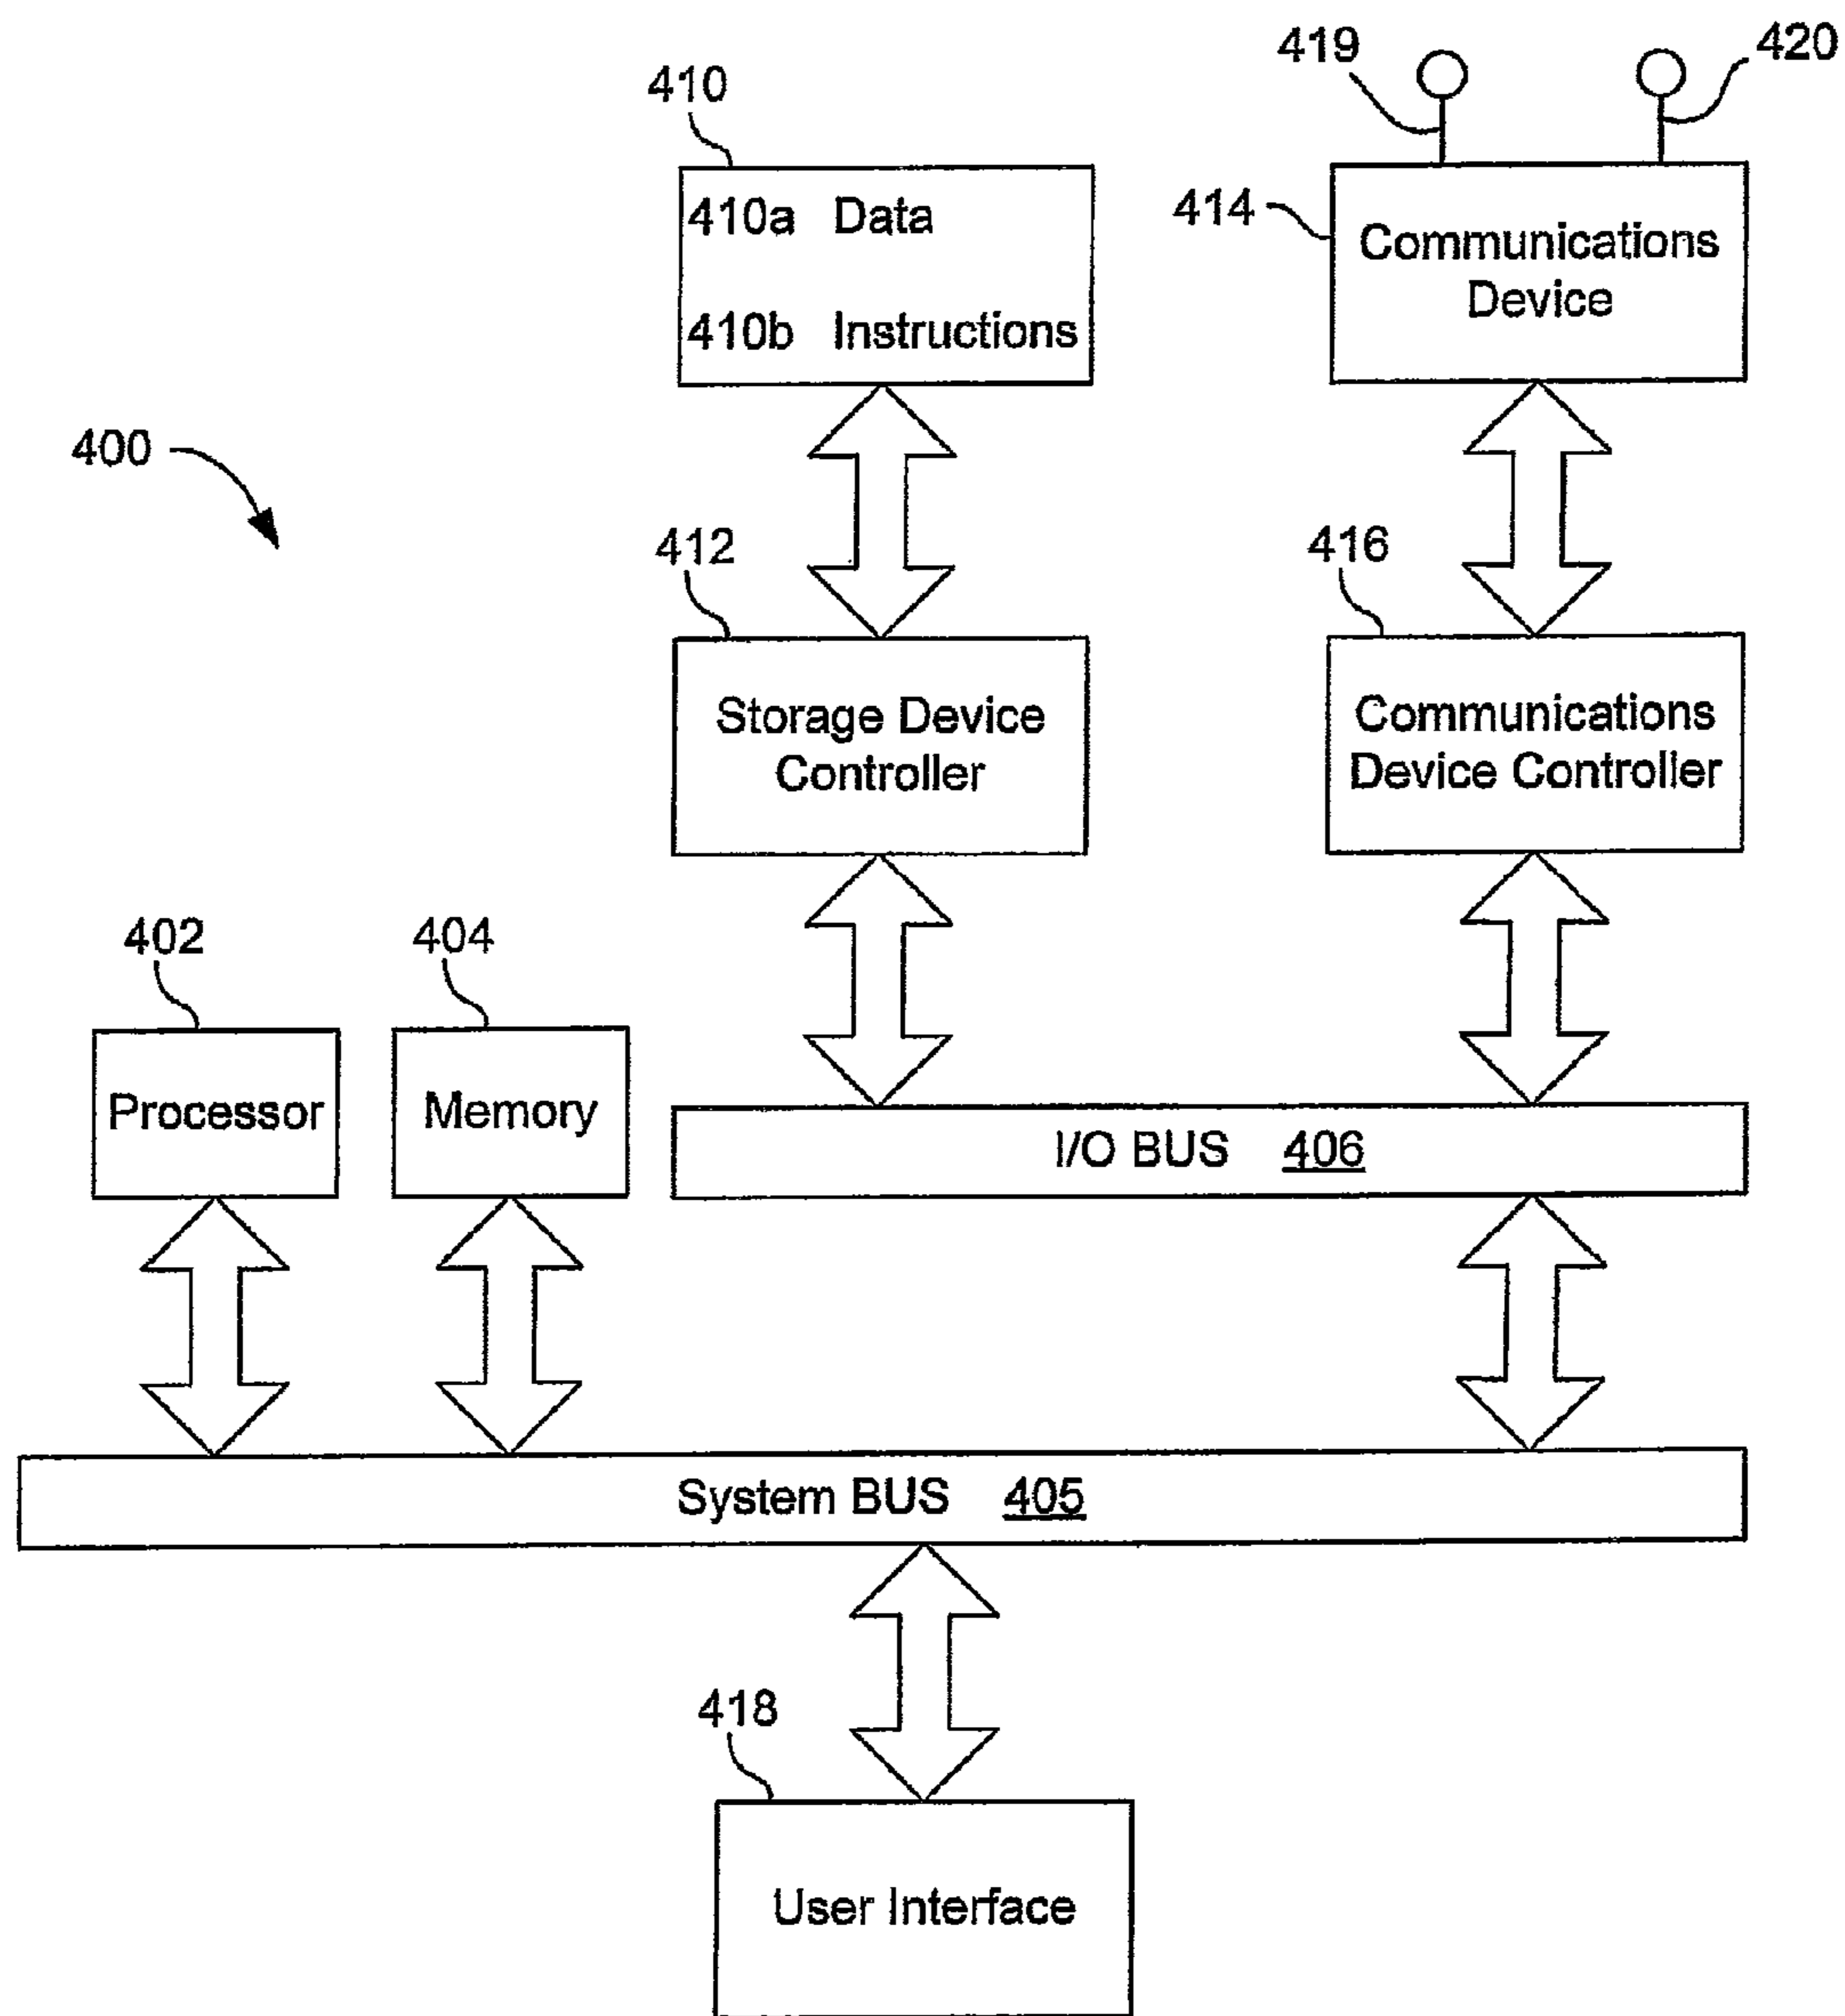 419
420
410
410a Data
410b Instructions
414
Communications
Device
400
412
416
Storage Device
Controller
Communications
Device Controller
402
404
Processor
Memory
I/O BUS 406
System BUS 405
418
User Interface